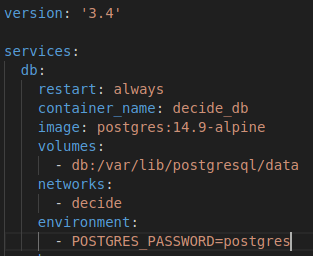 version: '3.4'
services:
db:
restart: always
container_name: decide_db
image: postgres:14.9-alpine
volumes:
- db:/var/lib/postgresql/data
networks:
- decide
environment:
- POSTGRES_PASSWORD=postgres